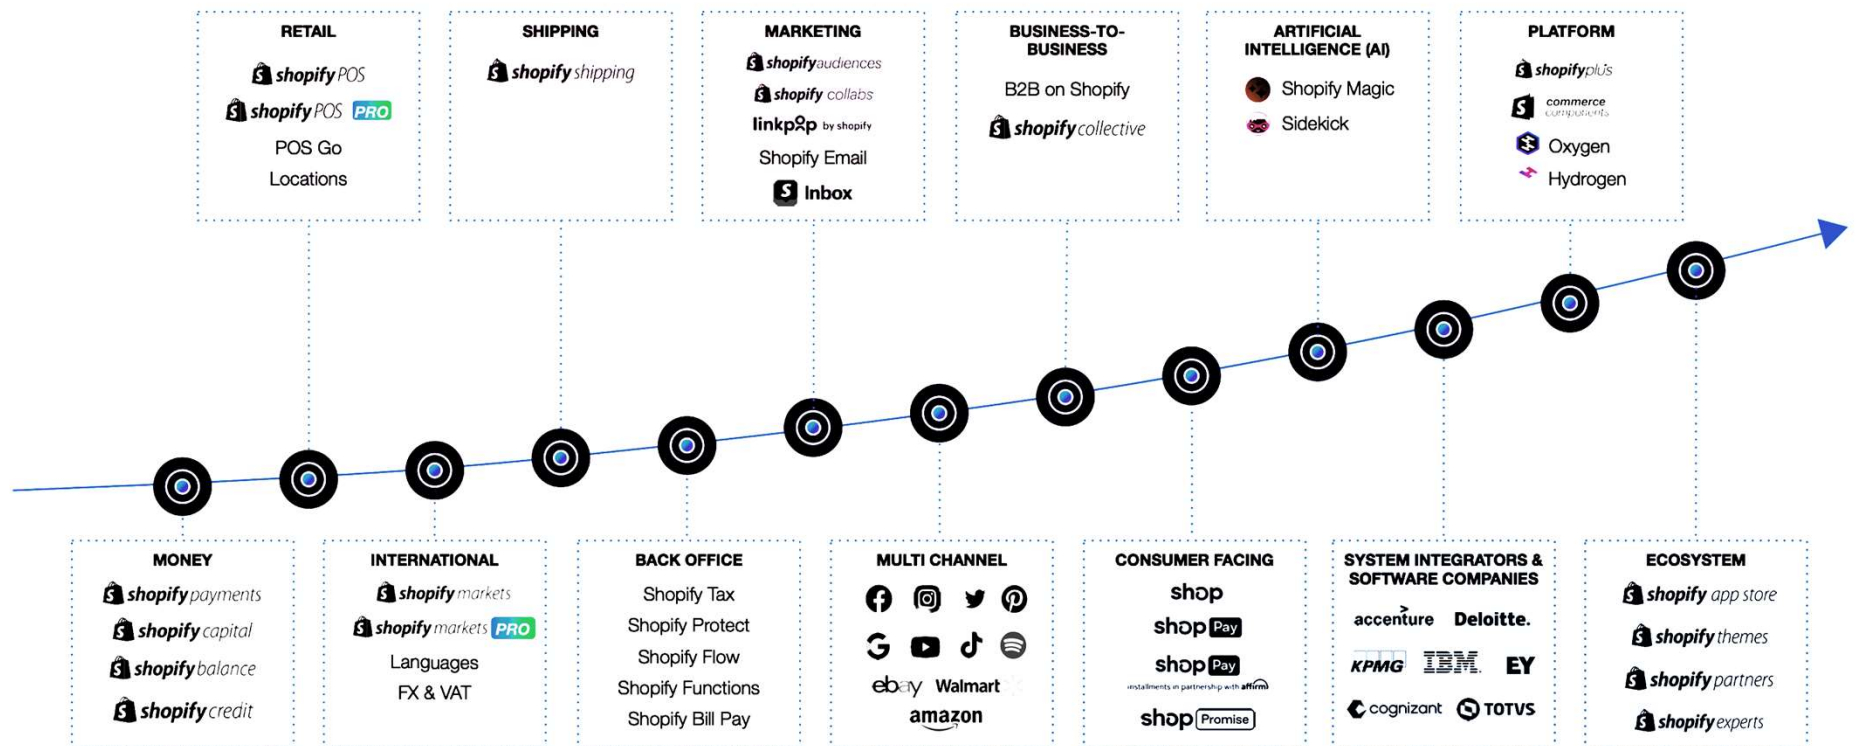 RETAIL
shopify POS
shopify POS PRO
POS Go
Locations
SHIPPING
shopify shipping
MARKETING
shopify audiences
shopify collabs
linkpop by shopify
Shopify Email
Inbox
BUSINESS-TO-
BUSINESS
B2B on Shopify
shopify collective
ARTIFICIAL
INTELLIGENCE (AI)
Shopify Magic
Sidekick
PLATFORM
shopify plus
commerce
components
Oxygen
Hydrogen
MONEY
shopify payments
shopify capital
shopify balance
shopify credit
INTERNATIONAL
shopify markets
shopify markets PRO
Languages
FX & VAT
BACK OFFICE
Shopify Tax
Shopify Protect
Shopify Flow
Shopify Functions
Shopify Bill Pay
MULTI CHANNEL
ebay Walmart
amazon
CONSUMER FACING
shop
shop Pay
shop Pay
installments in partnership with affirm
shop Promise
SYSTEM INTEGRATORS &
SOFTWARE COMPANIES
accenture Deloitte.
KPMG IBM. EY
cognizant TOTVS
ECOSYSTEM
shopify app store
shopify themes
shopify partners
shopify experts